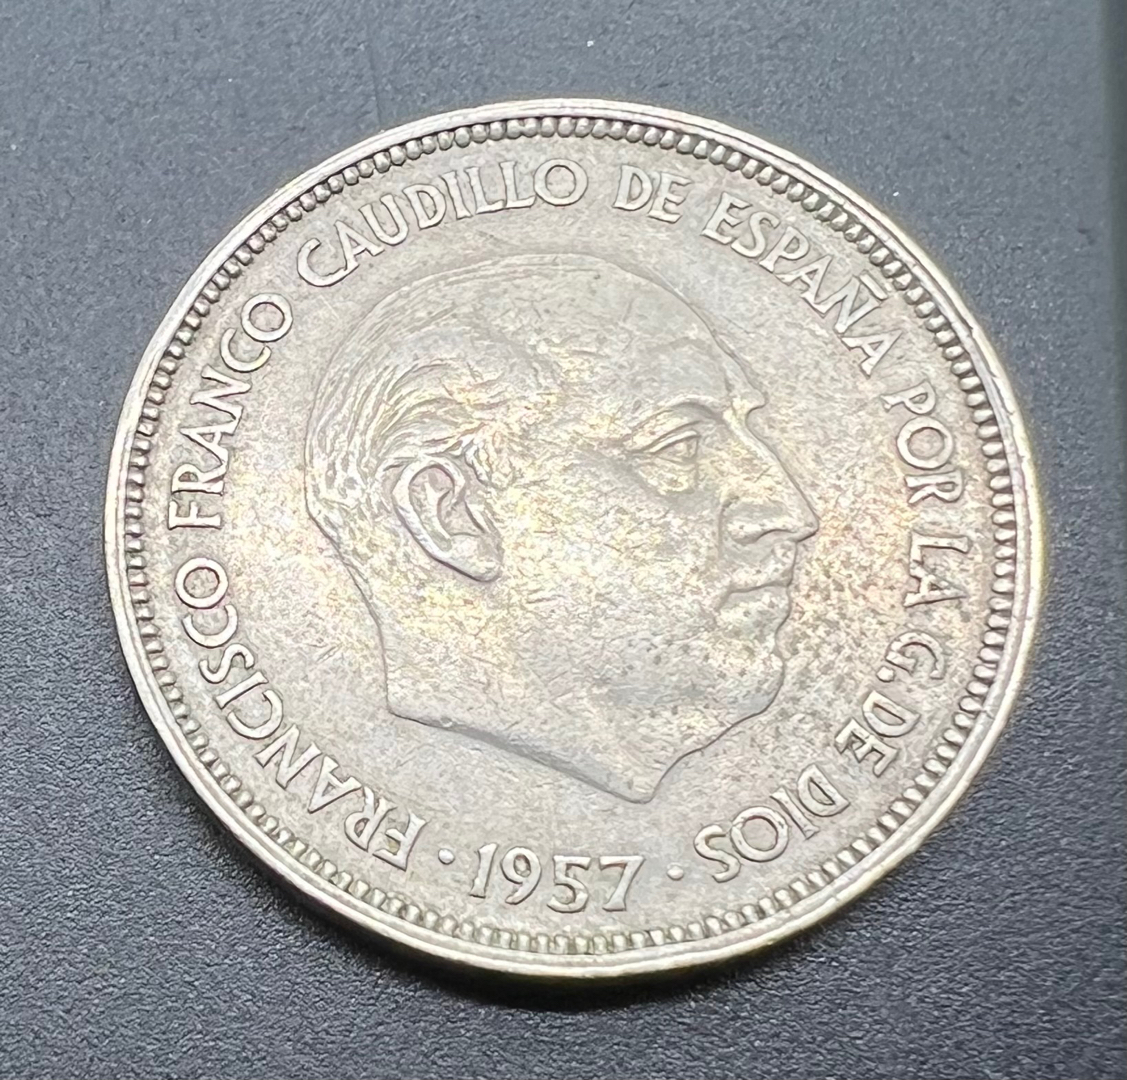 FRANCISCO FRANCO CAUDILLO DE ESPAÑA POR LA G. DE DIOS
· 1957 ·